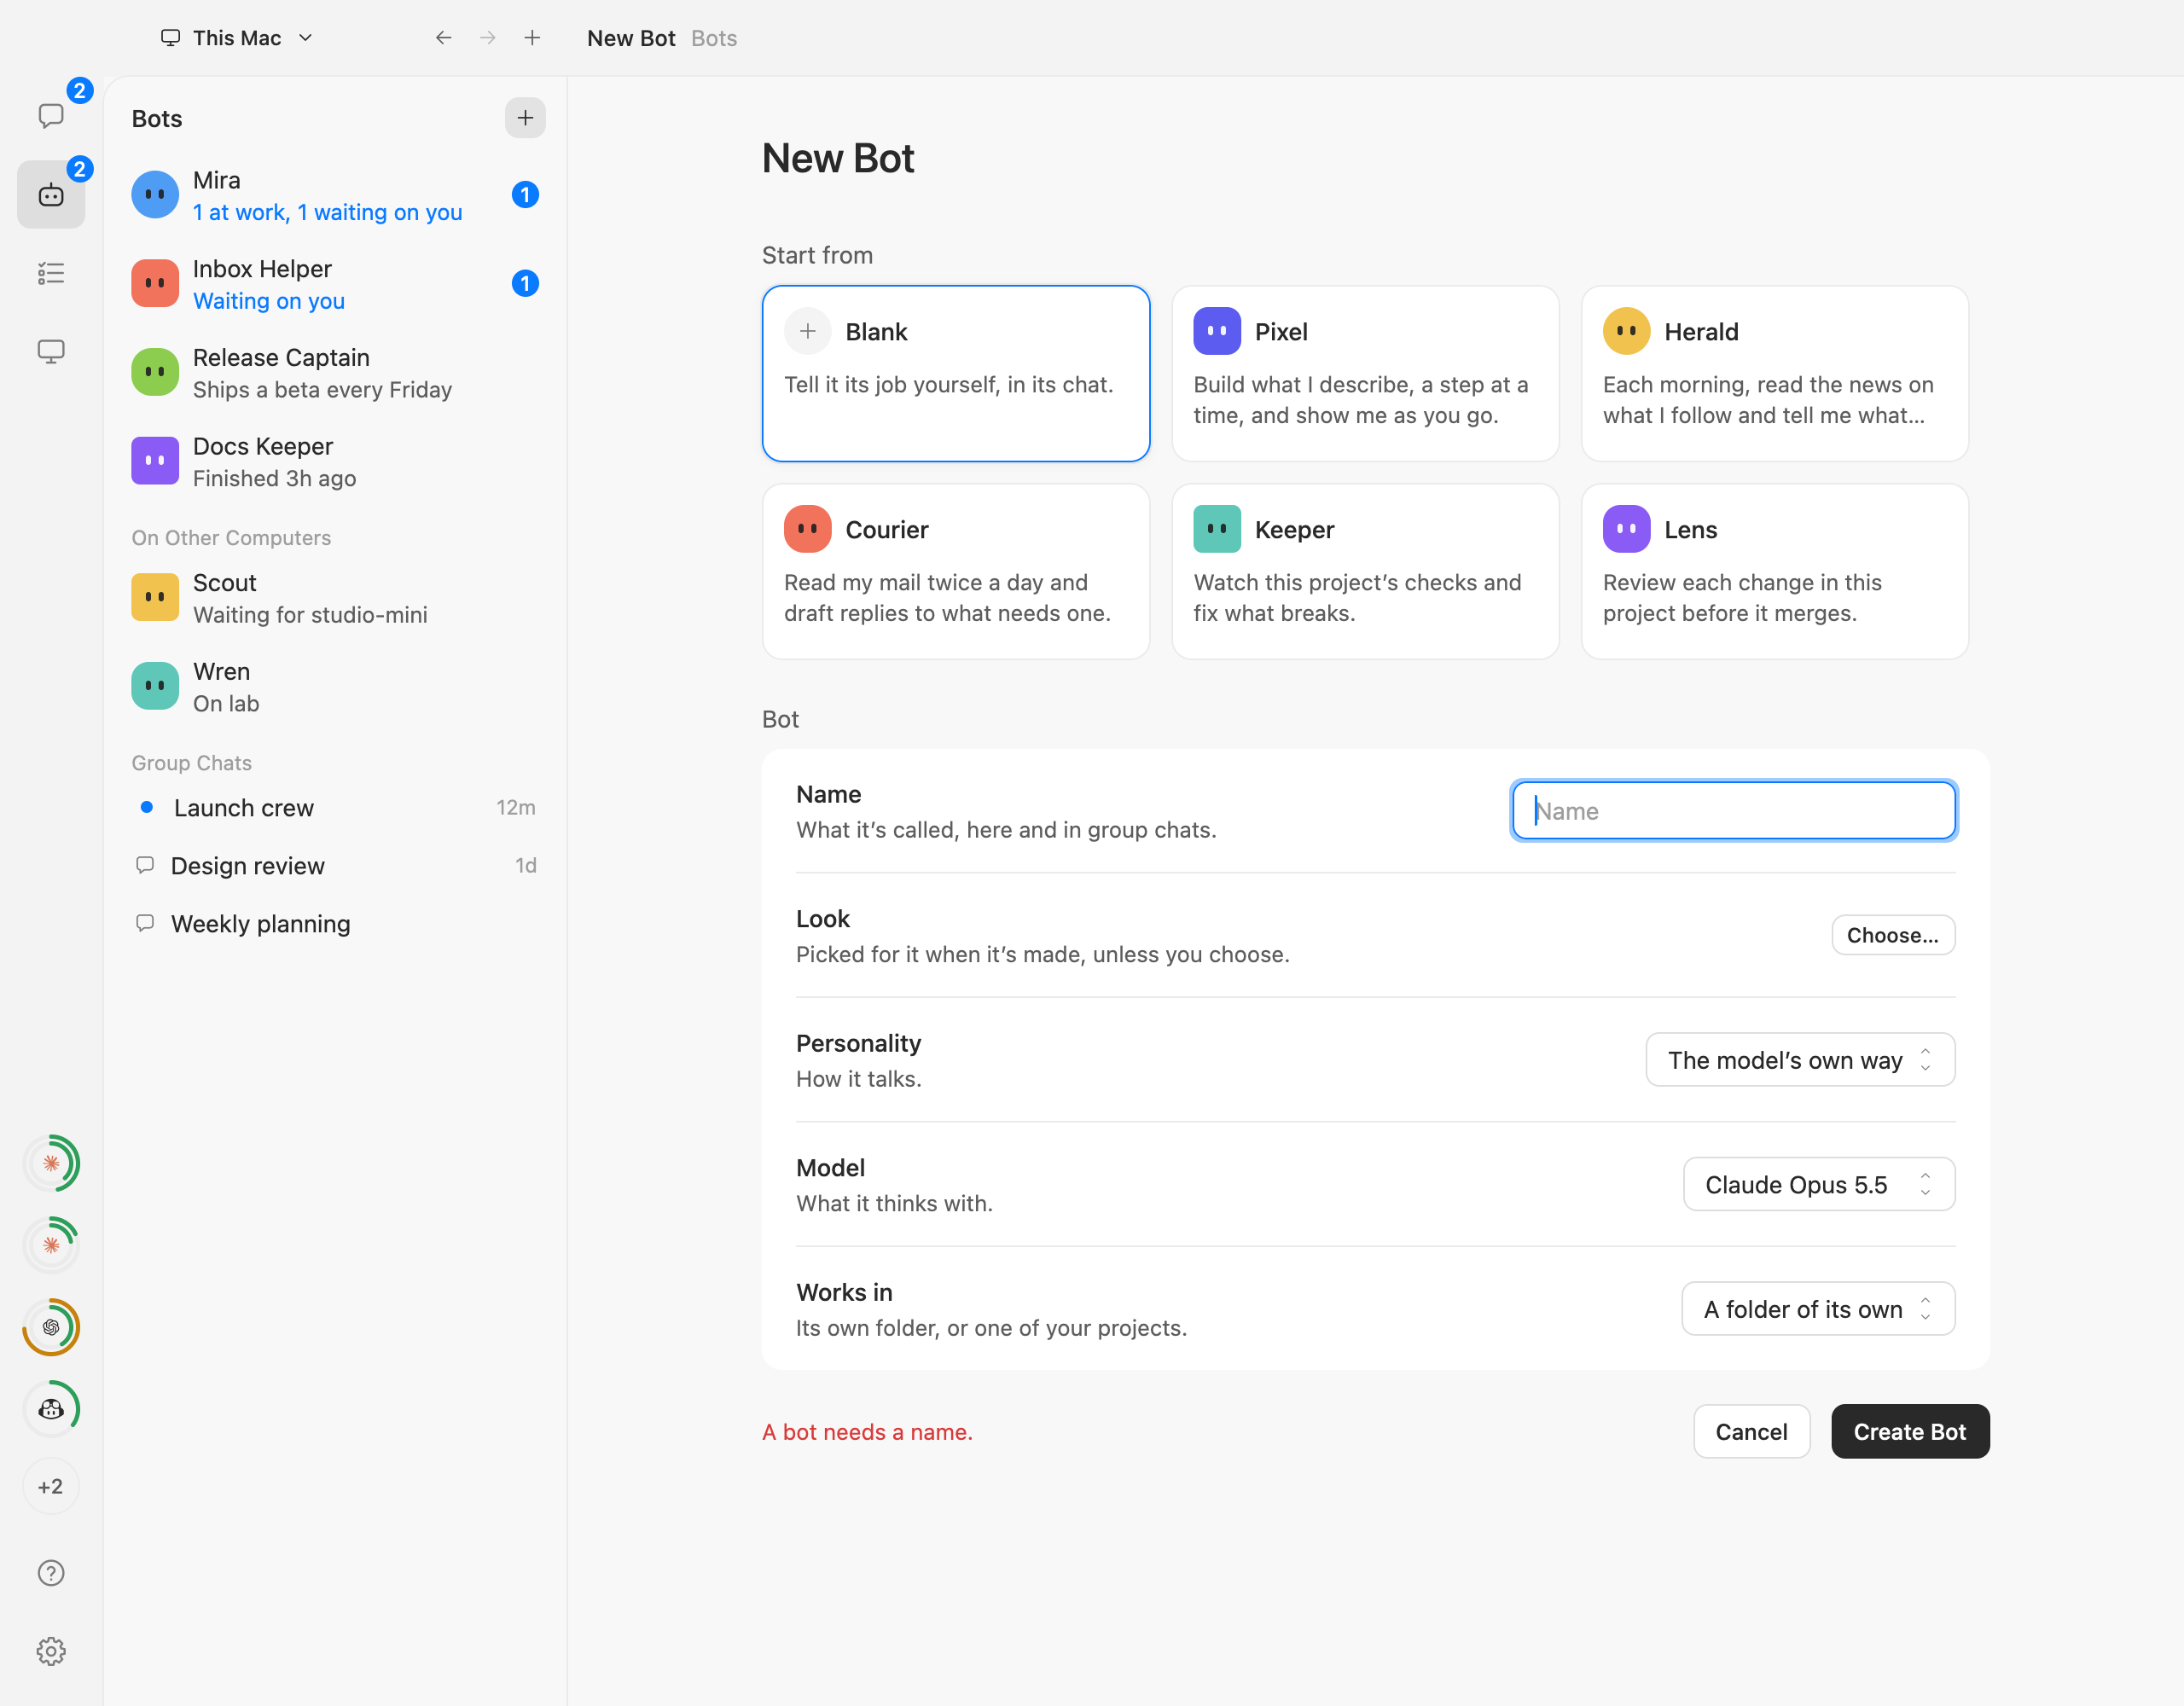 This Mac
New Bot Bots
2
2
Bots
Mira
1 at work, 1 waiting on you
1
Inbox Helper
Waiting on you
1
Release Captain
Ships a beta every Friday
Docs Keeper
Finished 3h ago
On Other Computers
Scout
Waiting for studio-mini
Wren
On lab
Group Chats
Launch crew 12m
Design review 1d
Weekly planning
+2
New Bot
Start from
Blank
Tell it its job yourself, in its chat.
Pixel
Build what I describe, a step at a
time, and show me as you go.
Herald
Each morning, read the news on
what I follow and tell me what...
Courier
Read my mail twice a day and
draft replies to what needs one.
Keeper
Watch this project’s checks and
fix what breaks.
Lens
Review each change in this
project before it merges.
Bot
Name
What it’s called, here and in group chats.
Name
Look
Picked for it when it’s made, unless you choose.
Choose...
Personality
How it talks.
The model’s own way
Model
What it thinks with.
Claude Opus 5.5
Works in
Its own folder, or one of your projects.
A folder of its own
A bot needs a name.
Cancel
Create Bot